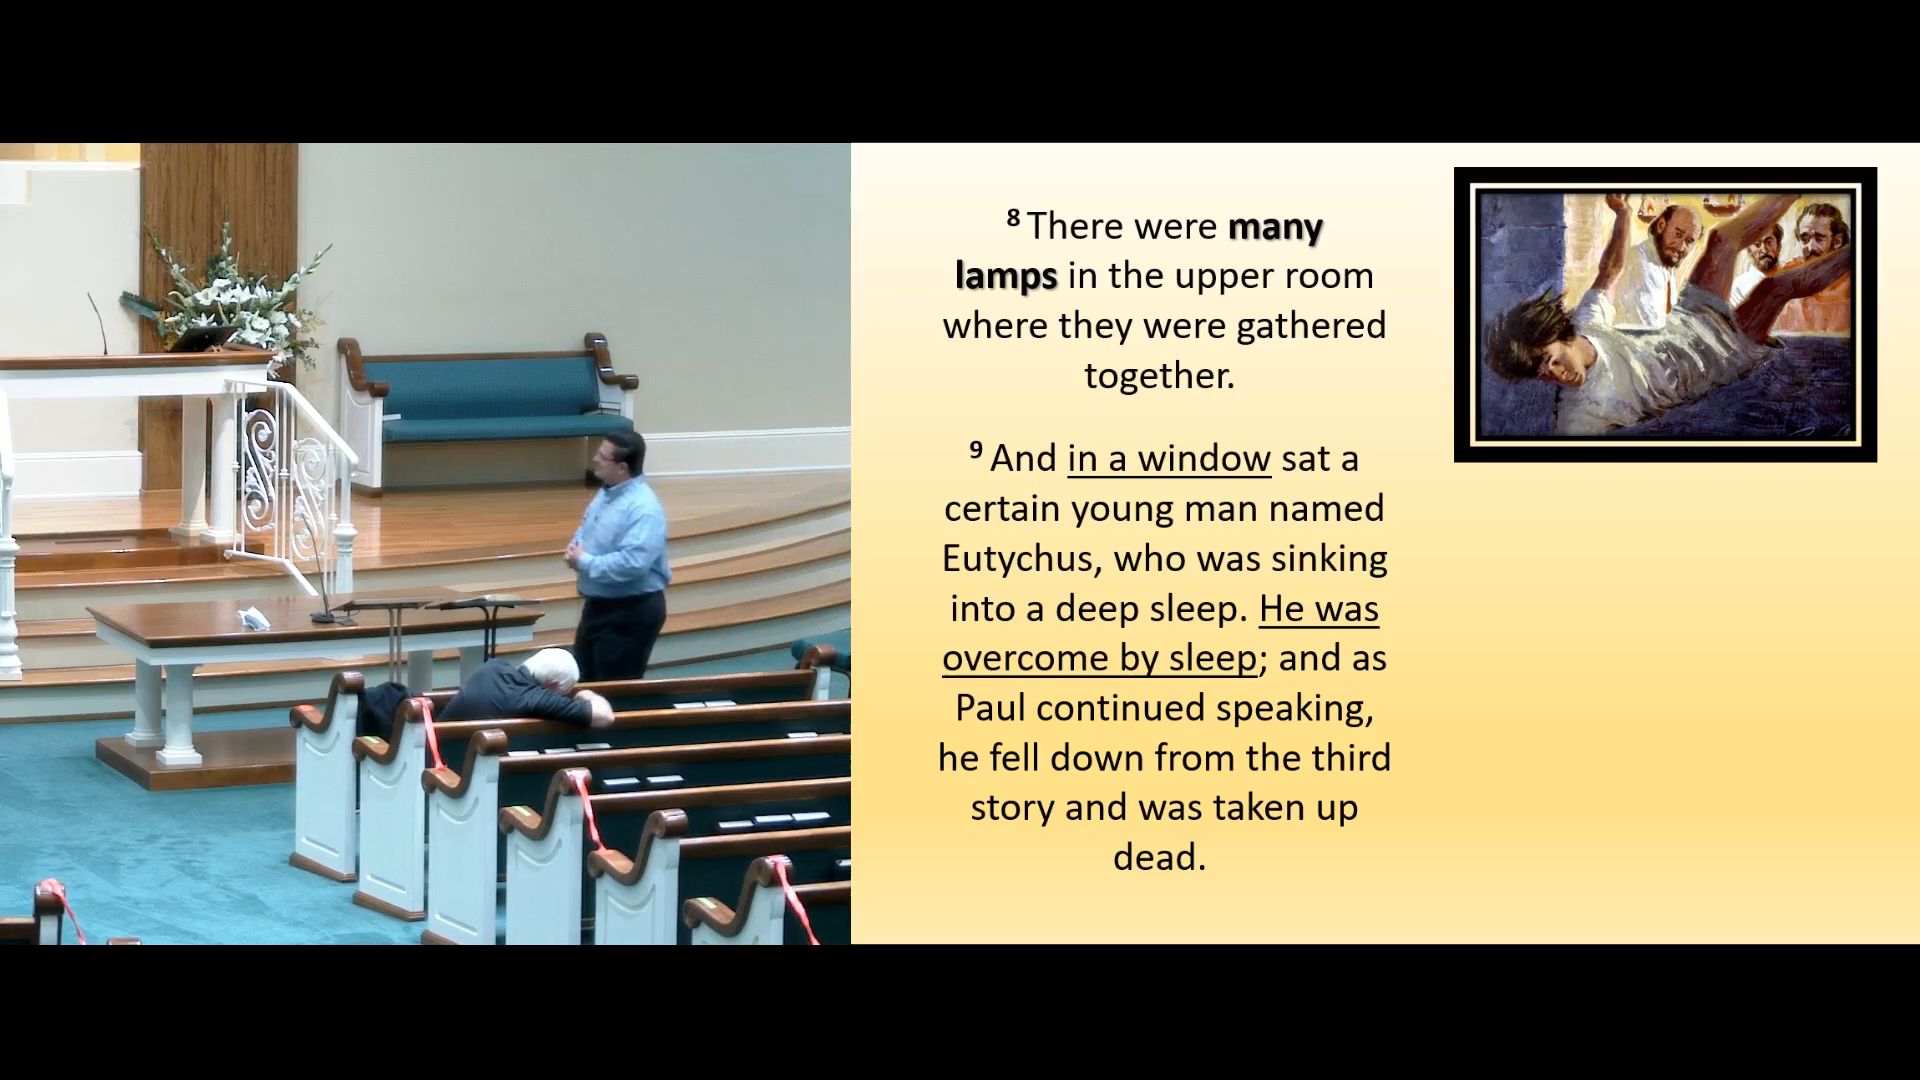 8 There were many
lamps in the upper room
where they were gathered
together.
9 And in a window sat a
certain young man named
Eutychus, who was sinking
into a deep sleep. He was
overcome by sleep; and as
Paul continued speaking,
he fell down from the third
story and was taken up
dead.